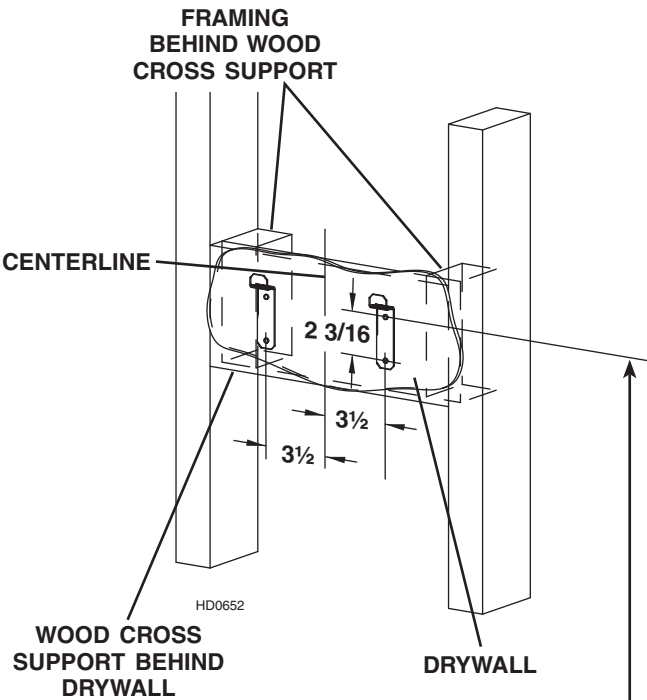 FRAMING
BEHIND WOOD
CROSS SUPPORT
CENTERLINE
2 3/16
3½
3½
HD0652
WOOD CROSS
SUPPORT BEHIND
DRYWALL
DRYWALL